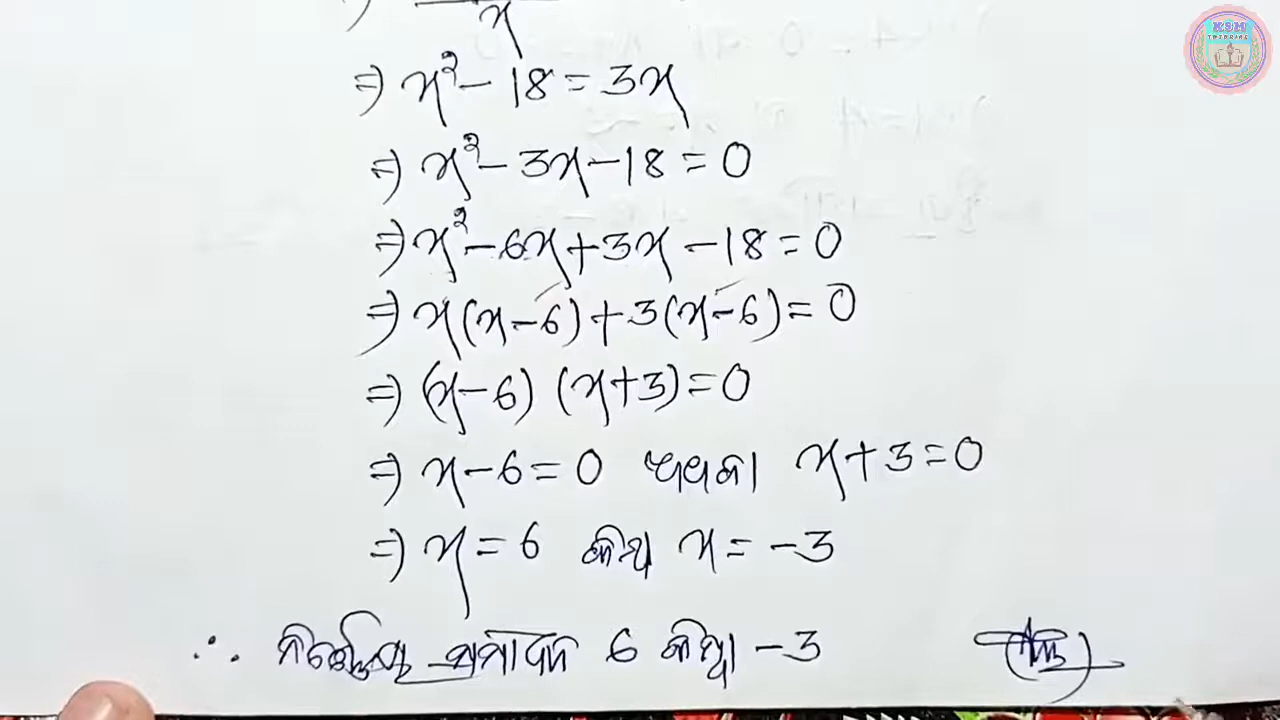 x
⇒ x² - 18 = 3x
⇒ x² - 3x - 18 = 0
⇒ x² - 6x + 3x - 18 = 0
⇒ x(x-6) + 3(x-6) = 0
⇒ (x-6) (x+3) = 0
⇒ x - 6 = 0 ଅଥବା x + 3 = 0
⇒ x = 6 କିମ୍ବା x = -3
∴ ନିର୍ଣ୍ଣେୟ ସମାଧାନ 6 କିମ୍ବା -3
KSM